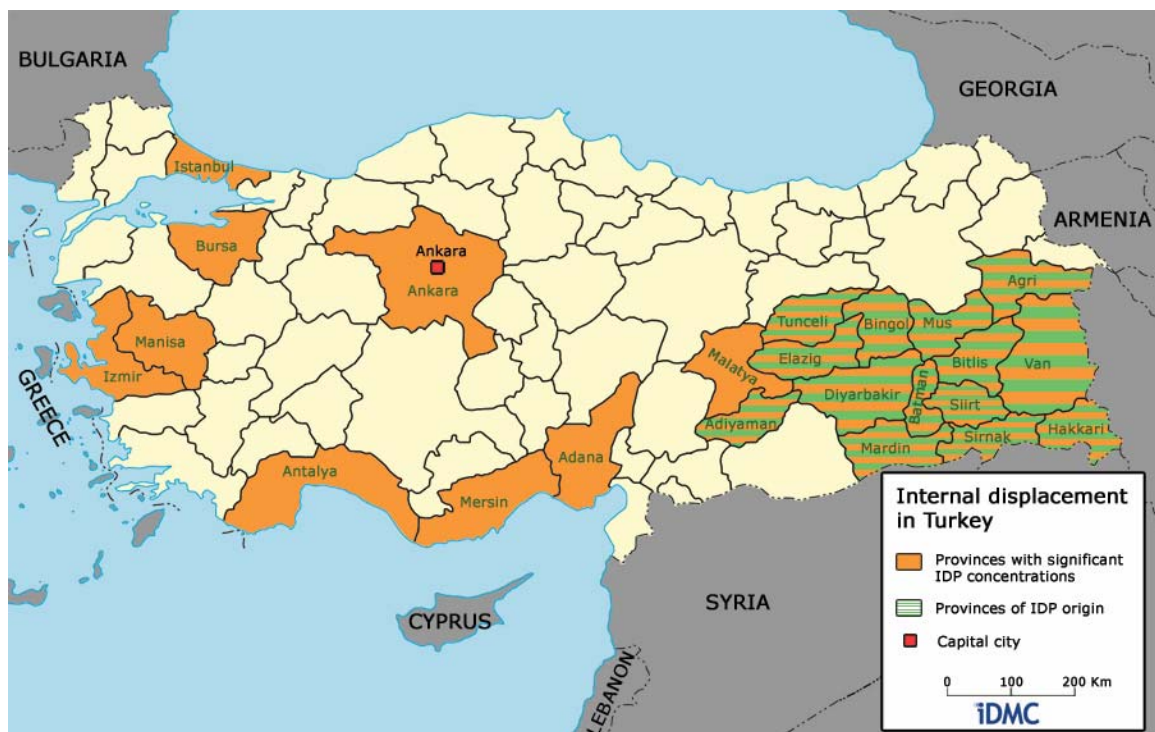 BULGARIA
GEORGIA
ARMENIA
Istanbul
Bursa
Ankara
Ankara
Agri
Tunceli
Bingol
Mus
Manisa
Elazig
Malatya
Bitlis
Van
Izmir
GREECE
Diyarbakir
Batman
Siirt
Adiyaman
Hakkari
Sirnak
Mardin
Adana
Antalya
Mersin
CYPRUS
SYRIA
LEBANON
Internal displacement
in Turkey
Provinces with significant
IDP concentrations
Provinces of IDP origin
Capital city
0 100 200 Km
iDMC